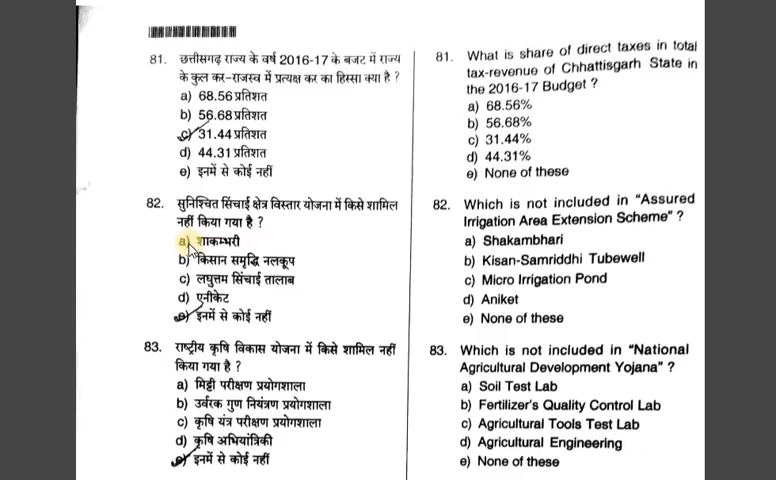 81. छत्तीसगढ़ राज्य के वर्ष 2016-17 के बजट में राज्य
के कुल कर-राजस्व में प्रत्यक्ष कर का हिस्सा क्या है ?
a) 68.56 प्रतिशत
b) 56.68 प्रतिशत
c) 31.44 प्रतिशत
d) 44.31 प्रतिशत
e) इनमें से कोई नहीं
82. सुनिश्चित सिंचाई क्षेत्र विस्तार योजना में किसे शामिल
नहीं किया गया है ?
a) शाकम्भरी
b) किसान समृद्धि नलकूप
c) लघुत्तम सिंचाई तालाब
d) एनीकेट
e) इनमें से कोई नहीं
83. राष्ट्रीय कृषि विकास योजना में किसे शामिल नहीं
किया गया है ?
a) मिट्टी परीक्षण प्रयोगशाला
b) उर्वरक गुण नियंत्रण प्रयोगशाला
c) कृषि यंत्र परीक्षण प्रयोगशाला
d) कृषि अभियांत्रिकी
e) इनमें से कोई नहीं
81. What is share of direct taxes in total
tax-revenue of Chhattisgarh State in
the 2016-17 Budget ?
a) 68.56%
b) 56.68%
c) 31.44%
d) 44.31%
e) None of these
82. Which is not included in “Assured
Irrigation Area Extension Scheme” ?
a) Shakambhari
b) Kisan-Samriddhi Tubewell
c) Micro Irrigation Pond
d) Aniket
e) None of these
83. Which is not included in “National
Agricultural Development Yojana” ?
a) Soil Test Lab
b) Fertilizer's Quality Control Lab
c) Agricultural Tools Test Lab
d) Agricultural Engineering
e) None of these